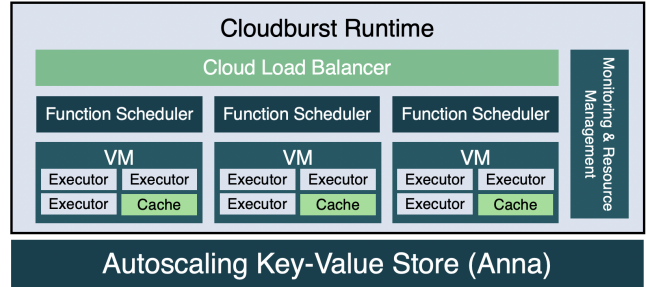 Cloudburst Runtime
Cloud Load Balancer
Monitoring & Resource
Management
Function Scheduler
Function Scheduler
Function Scheduler
VM
Executor
Executor
Executor
Cache
VM
Executor
Executor
Executor
Cache
VM
Executor
Executor
Executor
Cache
Autoscaling Key-Value Store (Anna)